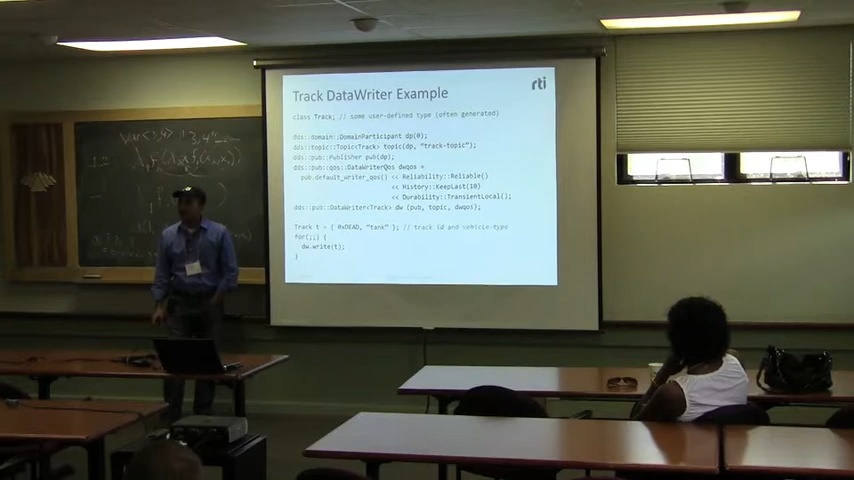 Track DataWriter Example
rti
class Track; // some user-defined type (often generated)
dds::domain::DomainParticipant dp(0);
dds::topic::Topic<Track> topic(dp, "track-topic");
dds::pub::Publisher pub(dp);
dds::pub::qos::DataWriterQos dwqos =
pub.default_writer_qos() << Reliability::Reliable()
<< History::KeepLast(10)
<< Durability::TransientLocal();
dds::pub::DataWriter<Track> dw (pub, topic, dwqos);
Track t = { 0xDEAD, "tank" }; // track id and vehicle-type
for(;;) {
dw.write(t);
}